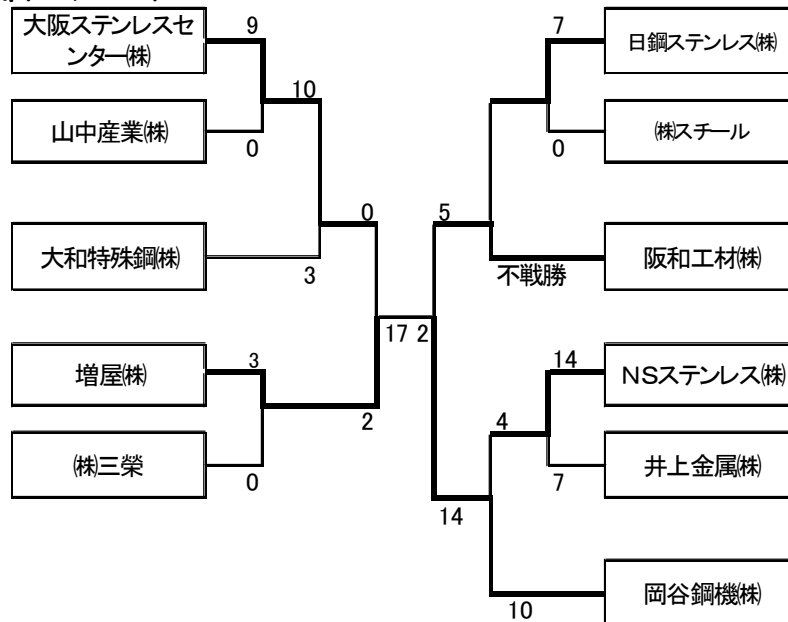 大阪ステンレスセ
ンター㈱
9
10
山中産業㈱
0
0
大和特殊鋼㈱
3
増屋㈱
3
2
㈱三榮
0
17 2
7
日鋼ステンレス㈱
㈱スチール
0
5
不戦勝
阪和工材㈱
14
NSステンレス㈱
4
井上金属㈱
7
14
岡谷鋼機㈱
10